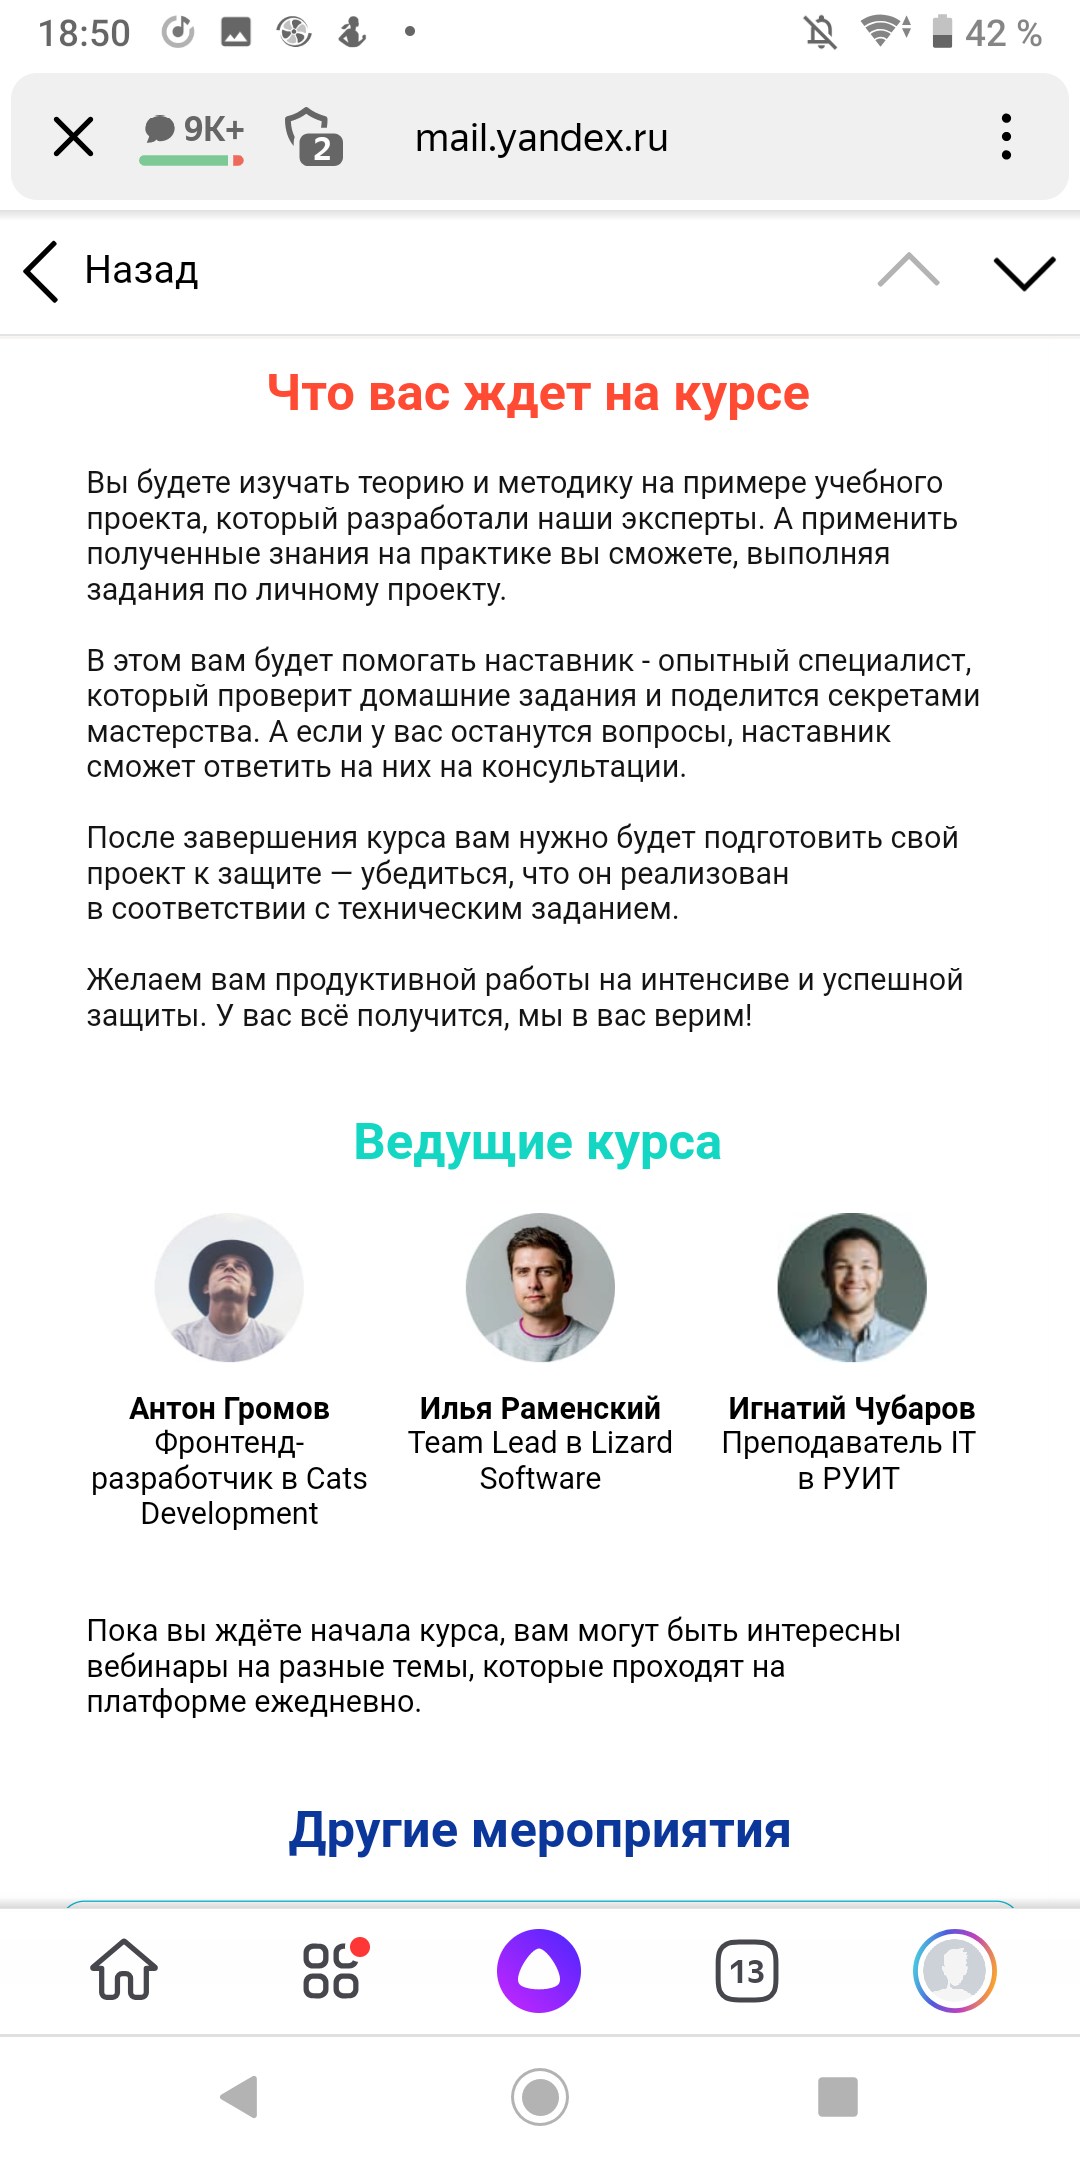 18:50
42 %
9K+
2
mail.yandex.ru
Назад
Что вас ждет на курсе
Вы будете изучать теорию и методику на примере учебного
проекта, который разработали наши эксперты. А применить
полученные знания на практике вы сможете, выполняя
задания по личному проекту.
В этом вам будет помогать наставник - опытный специалист,
который проверит домашние задания и поделится секретами
мастерства. А если у вас останутся вопросы, наставник
сможет ответить на них на консультации.
После завершения курса вам нужно будет подготовить свой
проект к защите — убедиться, что он реализован
в соответствии с техническим заданием.
Желаем вам продуктивной работы на интенсиве и успешной
защиты. У вас всё получится, мы в вас верим!
Ведущие курса
Антон Громов
Фронтенд-
разработчик в Cats
Development
Илья Раменский
Team Lead в Lizard
Software
Игнатий Чубаров
Преподаватель IT
в РУИТ
Пока вы ждёте начала курса, вам могут быть интересны
вебинары на разные темы, которые проходят на
платформе ежедневно.
Другие мероприятия
13